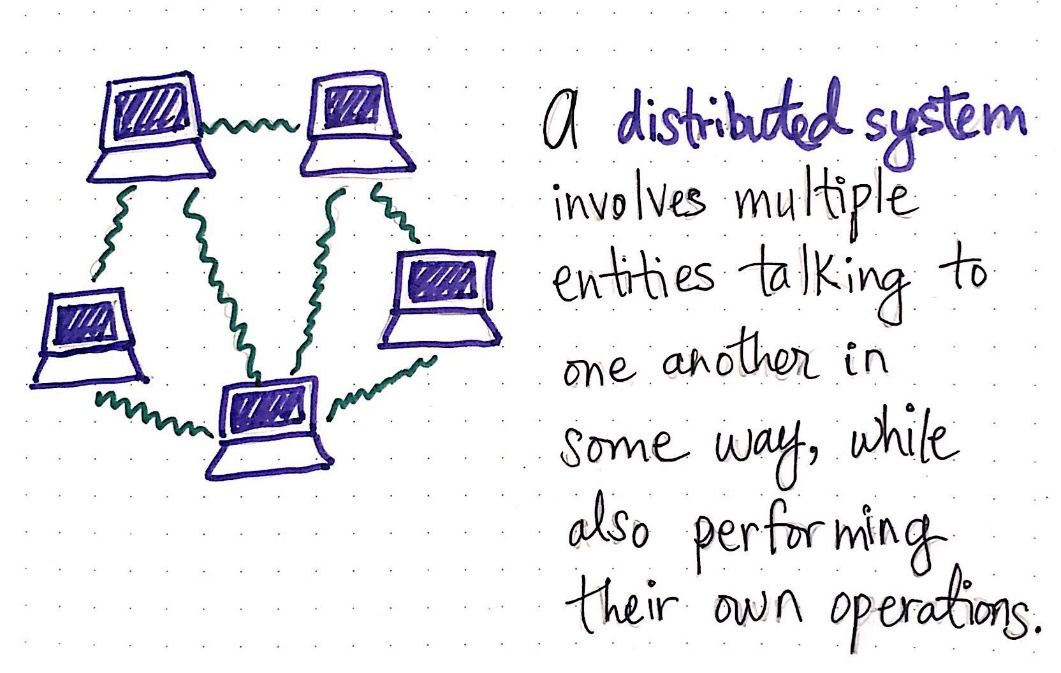 a distributed system
involves multiple
entities talking to
one another in
some way, while
also performing
their own operations.